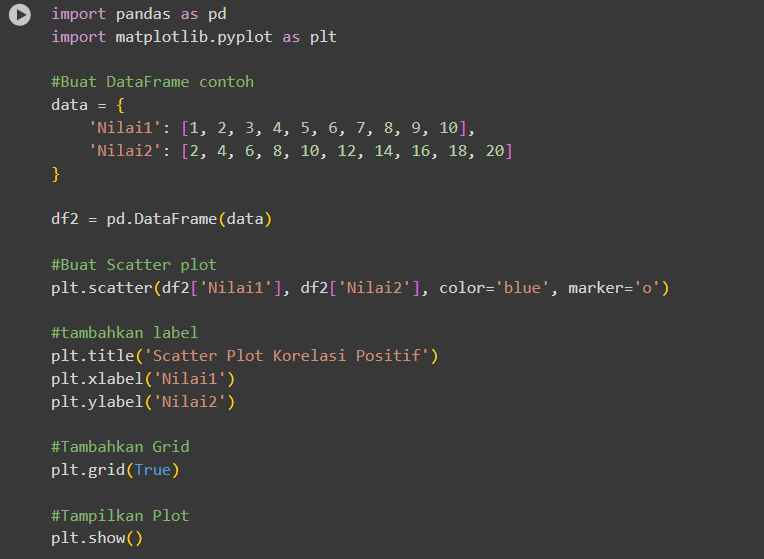 import pandas as pd
import matplotlib.pyplot as plt

#Buat DataFrame contoh
data = {
    'Nilai1': [1, 2, 3, 4, 5, 6, 7, 8, 9, 10],
    'Nilai2': [2, 4, 6, 8, 10, 12, 14, 16, 18, 20]
}

df2 = pd.DataFrame(data)

#Buat Scatter plot
plt.scatter(df2['Nilai1'], df2['Nilai2'], color='blue', marker='o')

#tambahkan label
plt.title('Scatter Plot Korelasi Positif')
plt.xlabel('Nilai1')
plt.ylabel('Nilai2')

#Tambahkan Grid
plt.grid(True)

#Tampilkan Plot
plt.show()